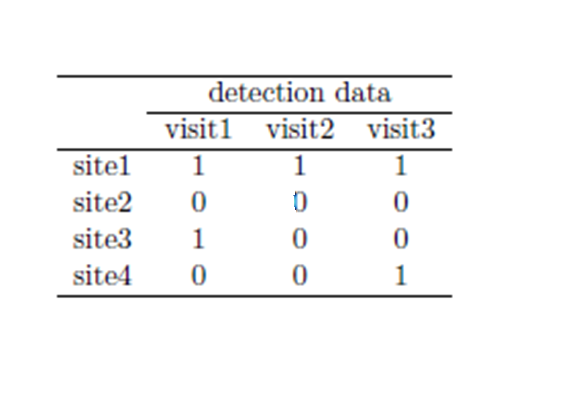 detection data
visit1 visit2 visit3
site1 1 1 1
site2 0 0 0
site3 1 0 0
site4 0 0 1